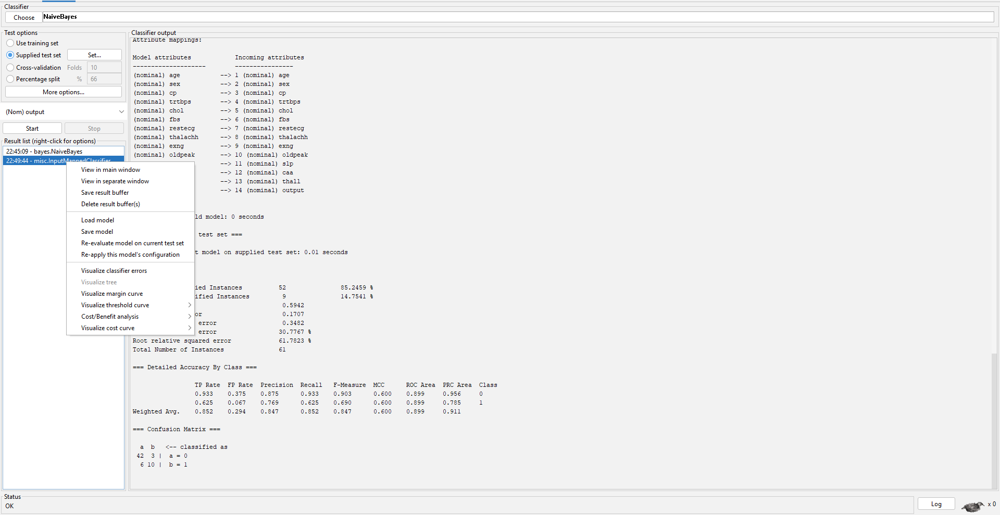 Classifier
Choose NaiveBayes
Test options
Use training set
Supplied test set Set...
Cross-validation Folds 10
Percentage split % 66
More options...
(Nom) output
Start Stop
Result list (right-click for options)
22:45:09 - bayes.NaiveBayes
22:49:44 - misc.InputMappedClassifier
View in main window
View in separate window
Save result buffer
Delete result buffer(s)
Load model
Save model
Re-evaluate model on current test set
Re-apply this model's configuration
Visualize classifier errors
Visualize tree
Visualize margin curve
Visualize threshold curve
Cost/Benefit analysis
Visualize cost curve
Classifier output
Attribute mappings:
Model attributes Incoming attributes
-------------------- ----------------
(nominal) age --> 1 (nominal) age
(nominal) sex --> 2 (nominal) sex
(nominal) cp --> 3 (nominal) cp
(nominal) trtbps --> 4 (nominal) trtbps
(nominal) chol --> 5 (nominal) chol
(nominal) fbs --> 6 (nominal) fbs
(nominal) restecg --> 7 (nominal) restecg
(nominal) thalachh --> 8 (nominal) thalachh
(nominal) exng --> 9 (nominal) exng
(nominal) oldpeak --> 10 (nominal) oldpeak
--> 11 (nominal) slp
--> 12 (nominal) caa
--> 13 (nominal) thall
--> 14 (nominal) output
ld model: 0 seconds
test set ===
t model on supplied test set: 0.01 seconds
ied Instances 52 85.2459 %
ified Instances 9 14.7541 %
0.5942
or 0.1707
error 0.3482
error 30.7767 %
Root relative squared error 61.7823 %
Total Number of Instances 61
=== Detailed Accuracy By Class ===
TP Rate FP Rate Precision Recall F-Measure MCC ROC Area PRC Area Class
0.933 0.375 0.875 0.933 0.903 0.600 0.899 0.956 0
0.625 0.067 0.769 0.625 0.690 0.600 0.899 0.785 1
Weighted Avg. 0.852 0.294 0.847 0.852 0.847 0.600 0.899 0.911
=== Confusion Matrix ===
a b <-- classified as
42 3 | a = 0
6 10 | b = 1
Status
OK
Log x 0